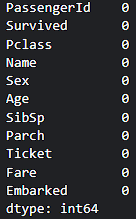 PassengerId 0
Survived 0
Pclass 0
Name 0
Sex 0
Age 0
SibSp 0
Parch 0
Ticket 0
Fare 0
Embarked 0
dtype: int64